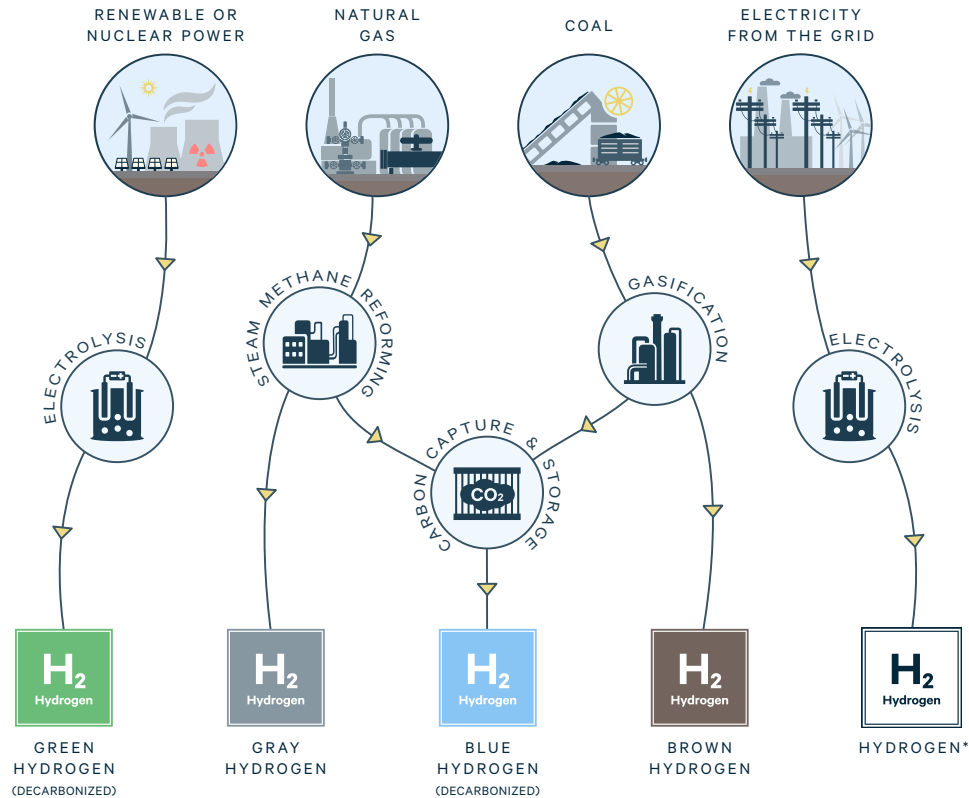 RENEWABLE OR
NUCLEAR POWER
NATURAL
GAS
COAL
ELECTRICITY
FROM THE GRID
STEAM METHANE REFORMING
GASIFICATION
ELECTROLYSIS
ELECTROLYSIS
CARBON CAPTURE & STORAGE
CO2
H2
Hydrogen
H2
Hydrogen
H2
Hydrogen
H2
Hydrogen
H2
Hydrogen
GREEN
HYDROGEN
(DECARBONIZED)
GRAY
HYDROGEN
BLUE
HYDROGEN
(DECARBONIZED)
BROWN
HYDROGEN
HYDROGEN*